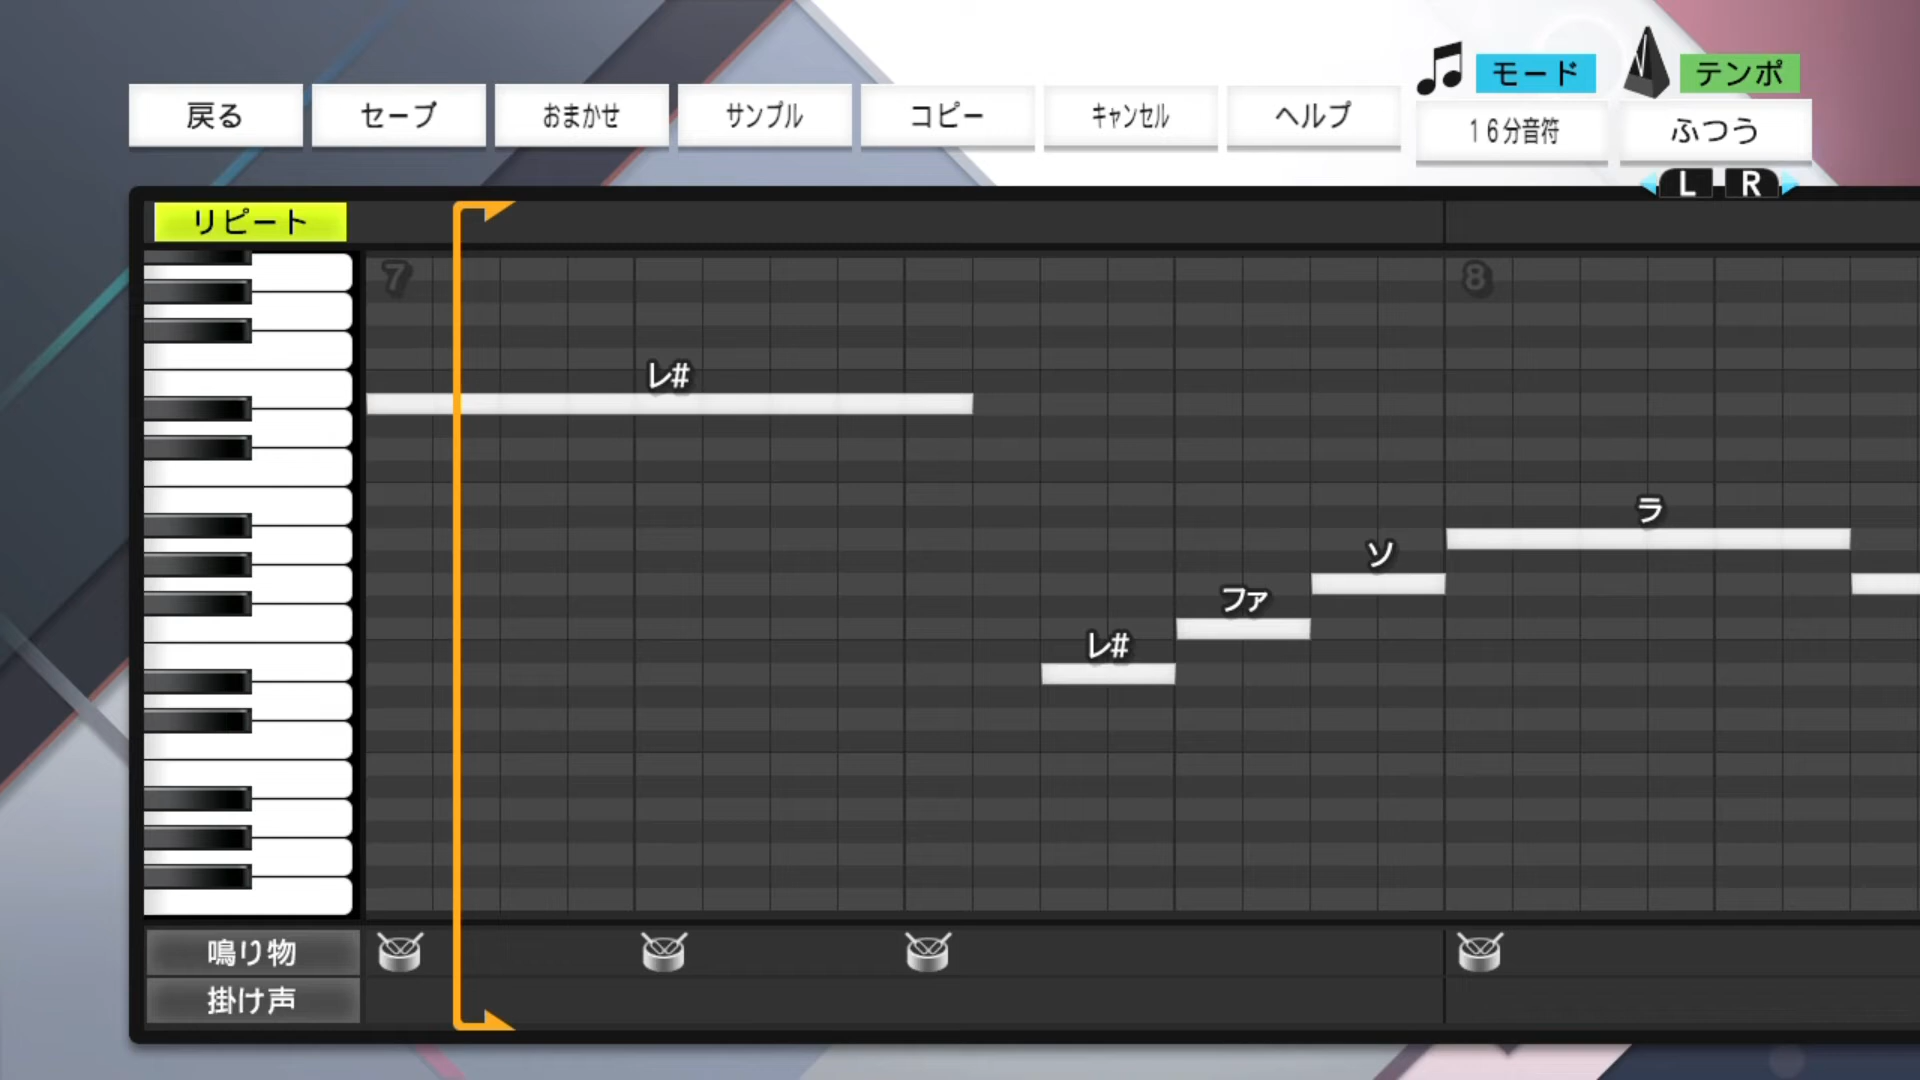 モード テンポ
戻る セーブ おまかせ サンプル コピー キャンセル ヘルプ 16分音符 ふつう
L R
リピート
7 8
レ#
ラ
ソ
ファ
レ#
鳴り物
掛け声